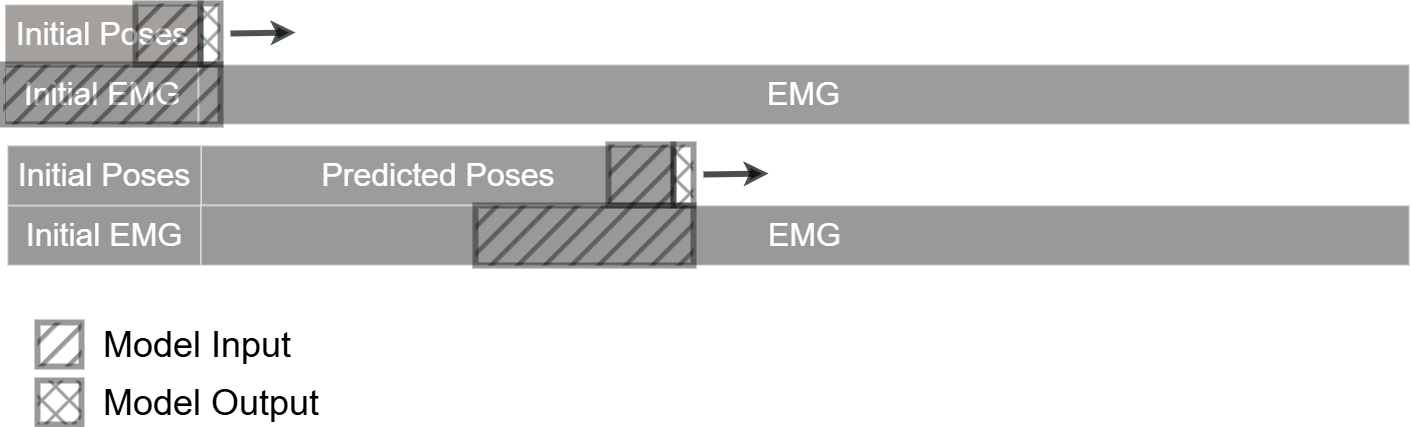 Initial Poses
Initial EMG EMG
Initial Poses Predicted Poses
Initial EMG EMG
Model Input
Model Output